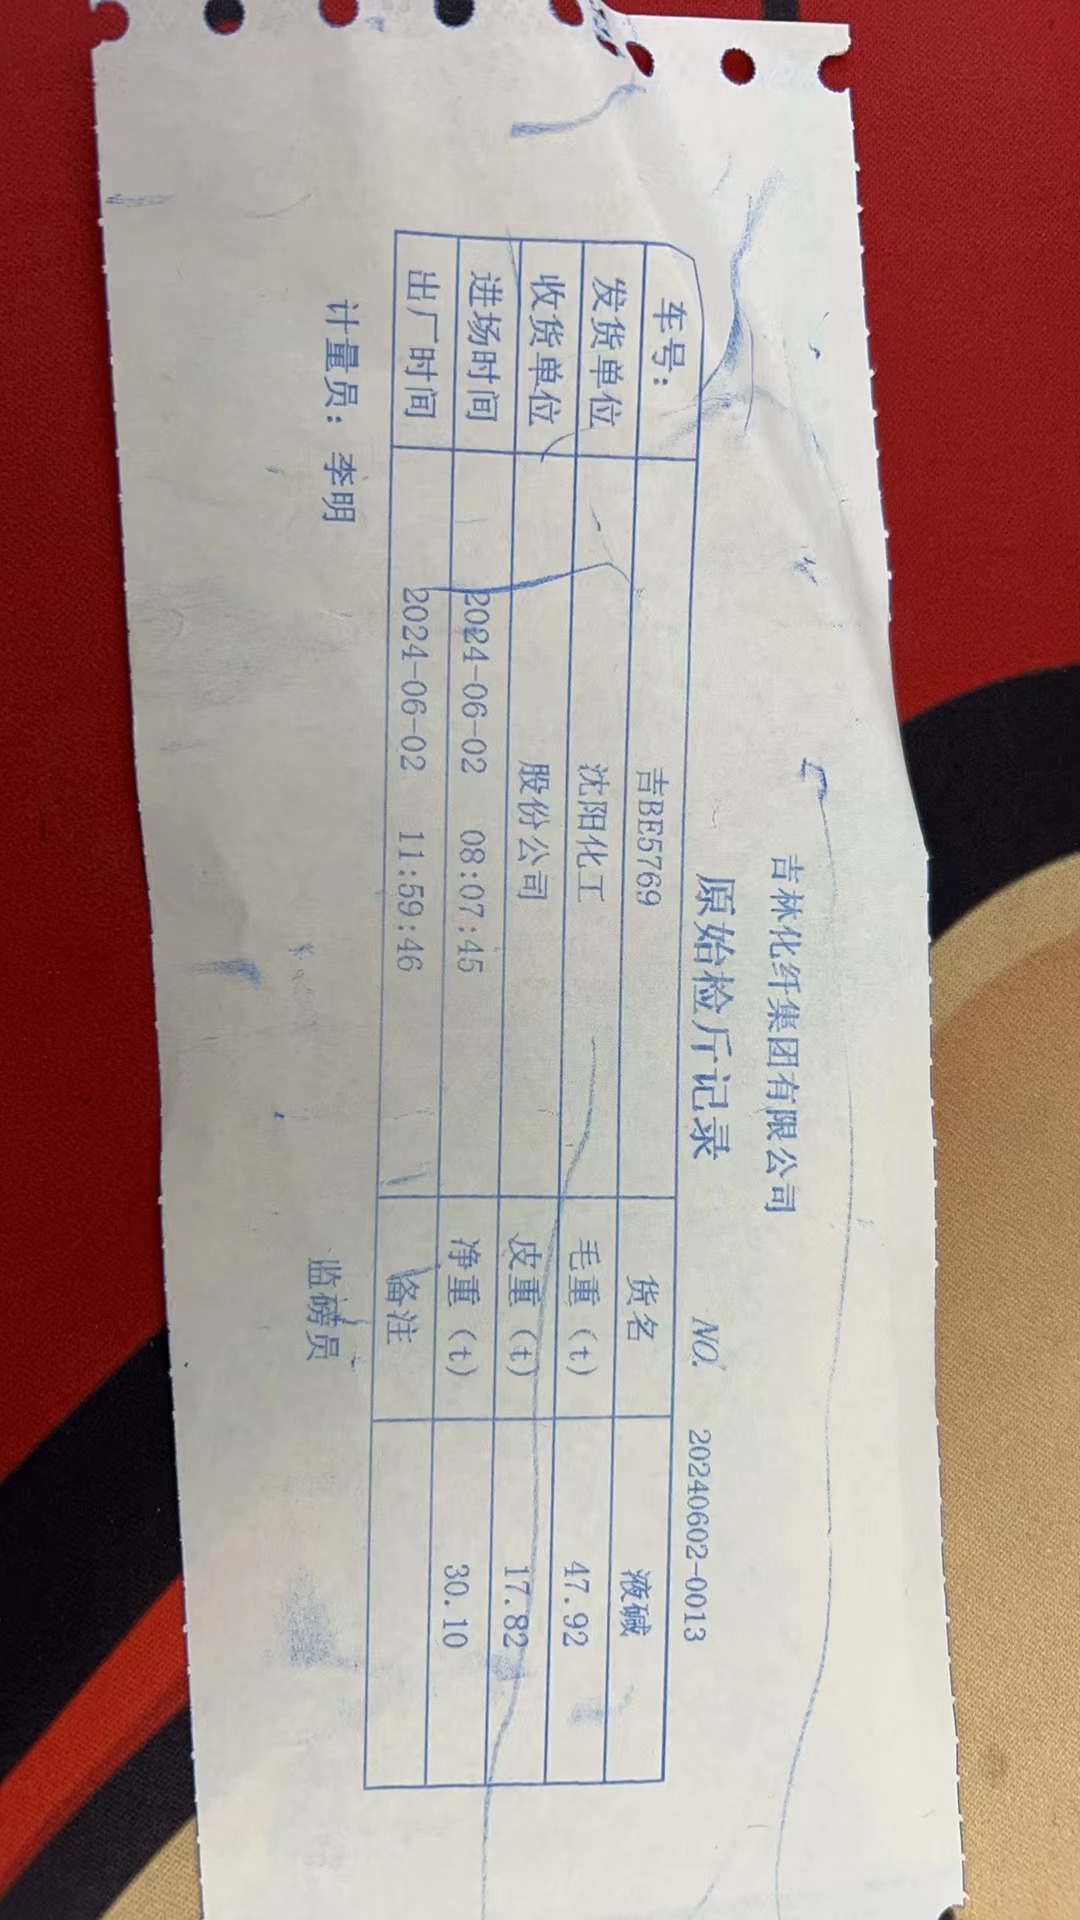 吉林化纤集团有限公司
原始检斤记录 NO. 20240602-0013
车号: 吉BE5769 货名 液碱
发货单位 沈阳化工 毛重(t) 47.92
收货单位 股份公司 皮重(t) 17.82
进场时间 2024-06-02 08:07:45 净重(t) 30.10
出厂时间 2024-06-02 11:59:46 备注
计量员: 李明 监磅员